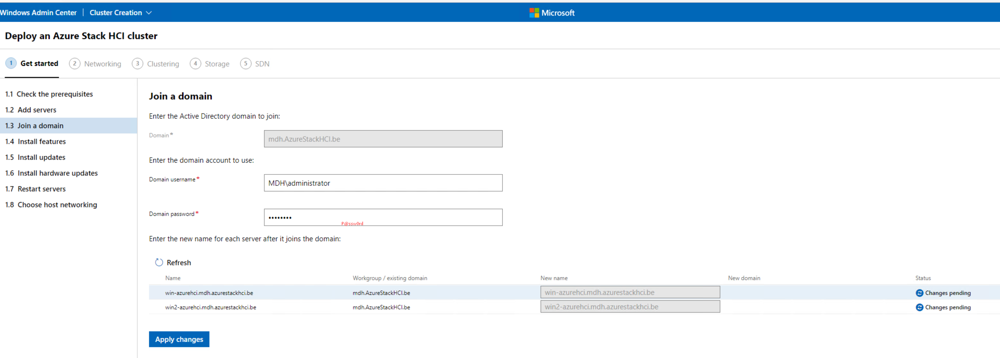 Windows Admin Center | Cluster Creation
Microsoft
Deploy an Azure Stack HCI cluster
1 Get started 2 Networking 3 Clustering 4 Storage 5 SDN
1.1 Check the prerequisites
1.2 Add servers
1.3 Join a domain
1.4 Install features
1.5 Install updates
1.6 Install hardware updates
1.7 Restart servers
1.8 Choose host networking
Join a domain
Enter the Active Directory domain to join:
Domain* mdh.AzureStackHCI.be
Enter the domain account to use:
Domain username* MDH\administrator
Domain password* ••••••••
P@ssw0rd
Enter the new name for each server after it joins the domain:
Refresh
Name Workgroup / existing domain New name New domain Status
win-azurehci.mdh.azurestackhci.be mdh.AzureStackHCI.be win-azurehci.mdh.azurestackhci.be Changes pending
win2-azurehci.mdh.azurestackhci.be mdh.AzureStackHCI.be win2-azurehci.mdh.azurestackhci.be Changes pending
Apply changes